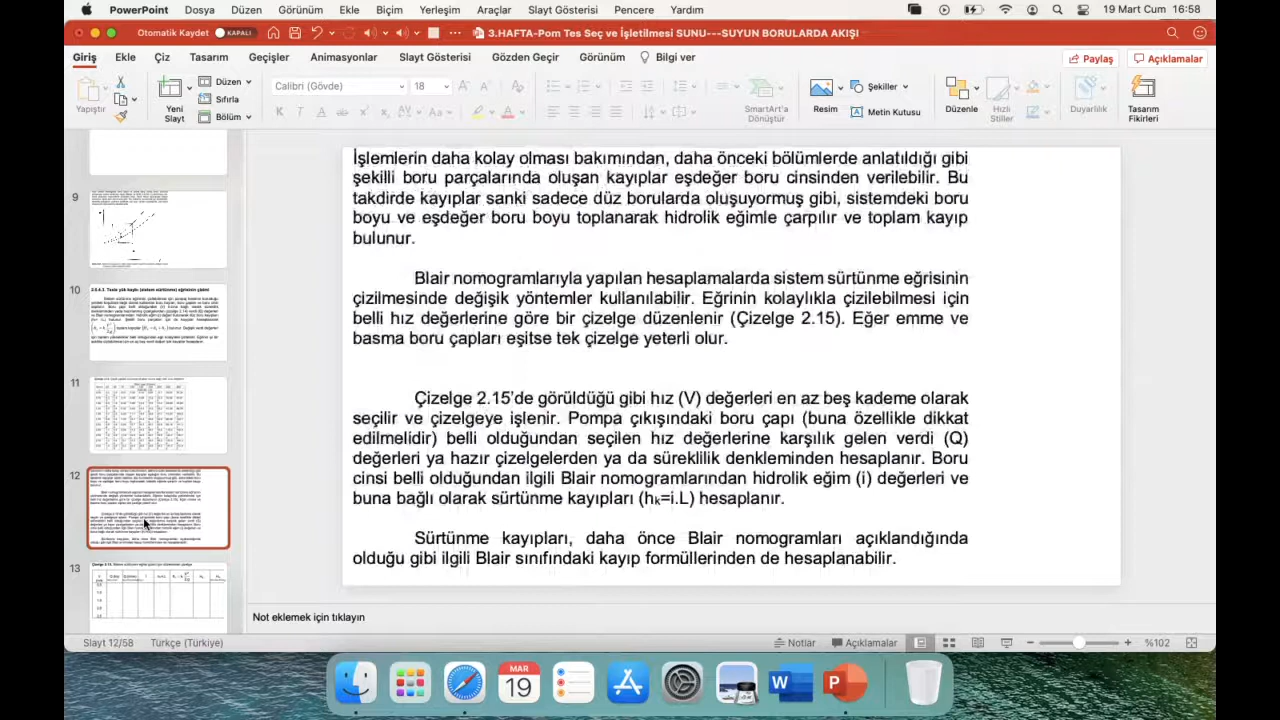 PowerPoint Dosya Düzen Görünüm Ekle Biçim Yerleşim Araçlar Slayt Gösterisi Pencere Yardım 19 Mart Cum 16:58
Otomatik Kaydet KAPALI 3.HAFTA-Pom Tes Seç ve İşletilmesi SUNU---SUYUN BORULARDA AKIŞI
Giriş Ekle Çiz Tasarım Geçişler Animasyonlar Slayt Gösterisi Gözden Geçir Görünüm Bilgi ver Paylaş Açıklamalar
Yapıştır
Yeni Slayt
Düzen
Sıfırla
Bölüm
Calibri (Gövde) 18
SmartArt'a Dönüştür
Resim
Şekiller
Metin Kutusu
Düzenle
Hızlı Stiller
Duyarlılık
Tasarım Fikirleri
9
10
11
12
13
İşlemlerin daha kolay olması bakımından, daha önceki bölümlerde anlatıldığı gibi
şekilli boru parçalarında oluşan kayıplar eşdeğer boru cinsinden verilebilir. Bu
takdirde kayıplar sanki sadece düz borularda oluşuyormuş gibi, sistemdeki boru
boyu ve eşdeğer boru boyu toplanarak hidrolik eğimle çarpılır ve toplam kayıp
bulunur.
Blair nomogramlarıyla yapılan hesaplamalarda sistem sürtünme eğrisinin
çizilmesinde değişik yöntemler kullanılabilir. Eğrinin kolaylıkla çizilebilmesi için
belli hız değerlerine göre bir çizelge düzenlenir (Çizelge 2.15). Eğer emme ve
basma boru çapları eşitse tek çizelge yeterli olur.
Çizelge 2.15'de görüldüğü gibi hız (V) değerleri en az beş kademe olarak
seçilir ve çizelgeye işlenir. Pompa çıkışındaki boru çapı (buna özellikle dikkat
edilmelidir) belli olduğundan seçilen hız değerlerine karşılık gelen verdi (Q)
değerleri ya hazır çizelgelerden ya da süreklilik denkleminden hesaplanır. Boru
cinsi belli olduğundan ilgili Blair nomogramlarından hidrolik eğim (i) değerleri ve
buna bağlı olarak sürtünme kayıpları (hₖ=i.L) hesaplanır.
Sürtünme kayıpları, daha önce Blair nomogramları açıklandığında
olduğu gibi ilgili Blair sınıfındaki kayıp formüllerinden de hesaplanabilir.
Not eklemek için tıklayın
Slayt 12/58 Türkçe (Türkiye) Notlar Açıklamalar %102
MAR
19